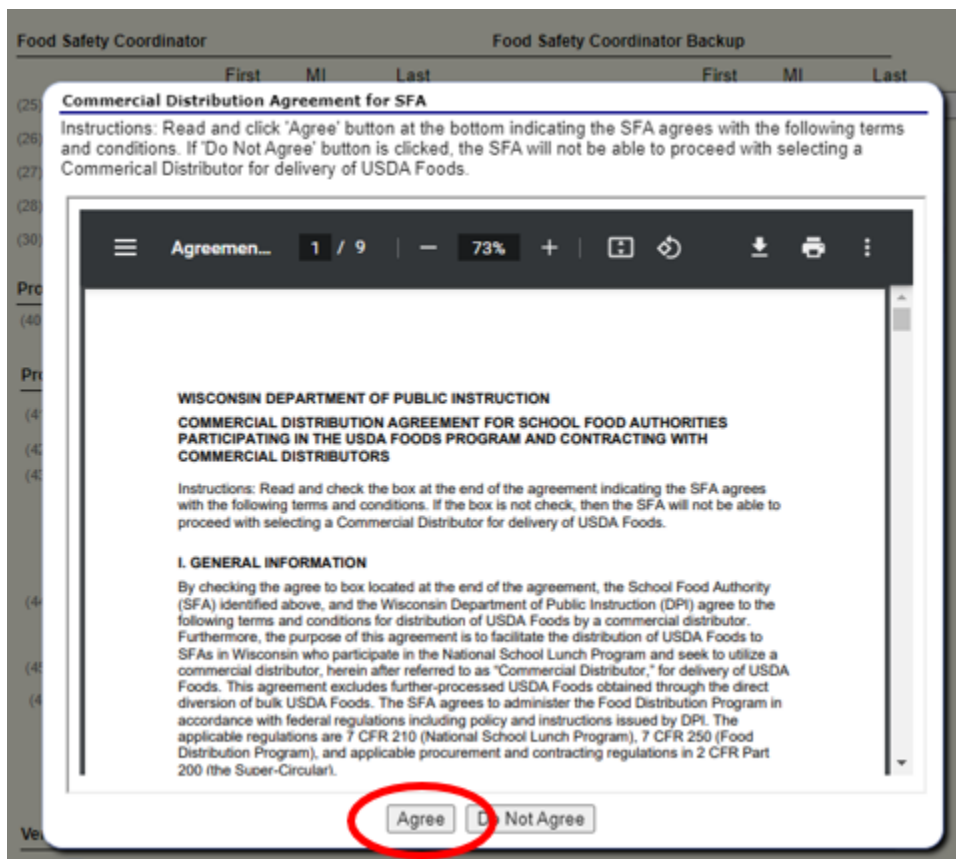 Food Safety Coordinator Food Safety Coordinator Backup
First MI Last First MI Last
Commercial Distribution Agreement for SFA
(25)
Instructions: Read and click 'Agree' button at the bottom indicating the SFA agrees with the following terms
(26)
and conditions. If 'Do Not Agree' button is clicked, the SFA will not be able to proceed with selecting a
(27)
Commerical Distributor for delivery of USDA Foods.
(28)
(30)
Agreemen... 1 / 9 | — 73% + |
Pro
(40
WISCONSIN DEPARTMENT OF PUBLIC INSTRUCTION
COMMERCIAL DISTRIBUTION AGREEMENT FOR SCHOOL FOOD AUTHORITIES
PARTICIPATING IN THE USDA FOODS PROGRAM AND CONTRACTING WITH
COMMERCIAL DISTRIBUTORS
Instructions: Read and check the box at the end of the agreement indicating the SFA agrees
with the following terms and conditions. If the box is not check, then the SFA will not be able to
proceed with selecting a Commercial Distributor for delivery of USDA Foods.
I. GENERAL INFORMATION
By checking the agree to box located at the end of the agreement, the School Food Authority
(SFA) identified above, and the Wisconsin Department of Public Instruction (DPI) agree to the
following terms and conditions for distribution of USDA Foods by a commercial distributor.
Furthermore, the purpose of this agreement is to facilitate the distribution of USDA Foods to
SFAs in Wisconsin who participate in the National School Lunch Program and seek to utilize a
commercial distributor, herein after referred to as "Commercial Distributor," for delivery of USDA
Foods. This agreement excludes further-processed USDA Foods obtained through the direct
diversion of bulk USDA Foods. The SFA agrees to administer the Food Distribution Program in
accordance with federal regulations including policy and instructions issued by DPI. The
applicable regulations are 7 CFR 210 (National School Lunch Program), 7 CFR 250 (Food
Distribution Program), and applicable procurement and contracting regulations in 2 CFR Part
200 (the Super-Circular).
Agree Do Not Agree